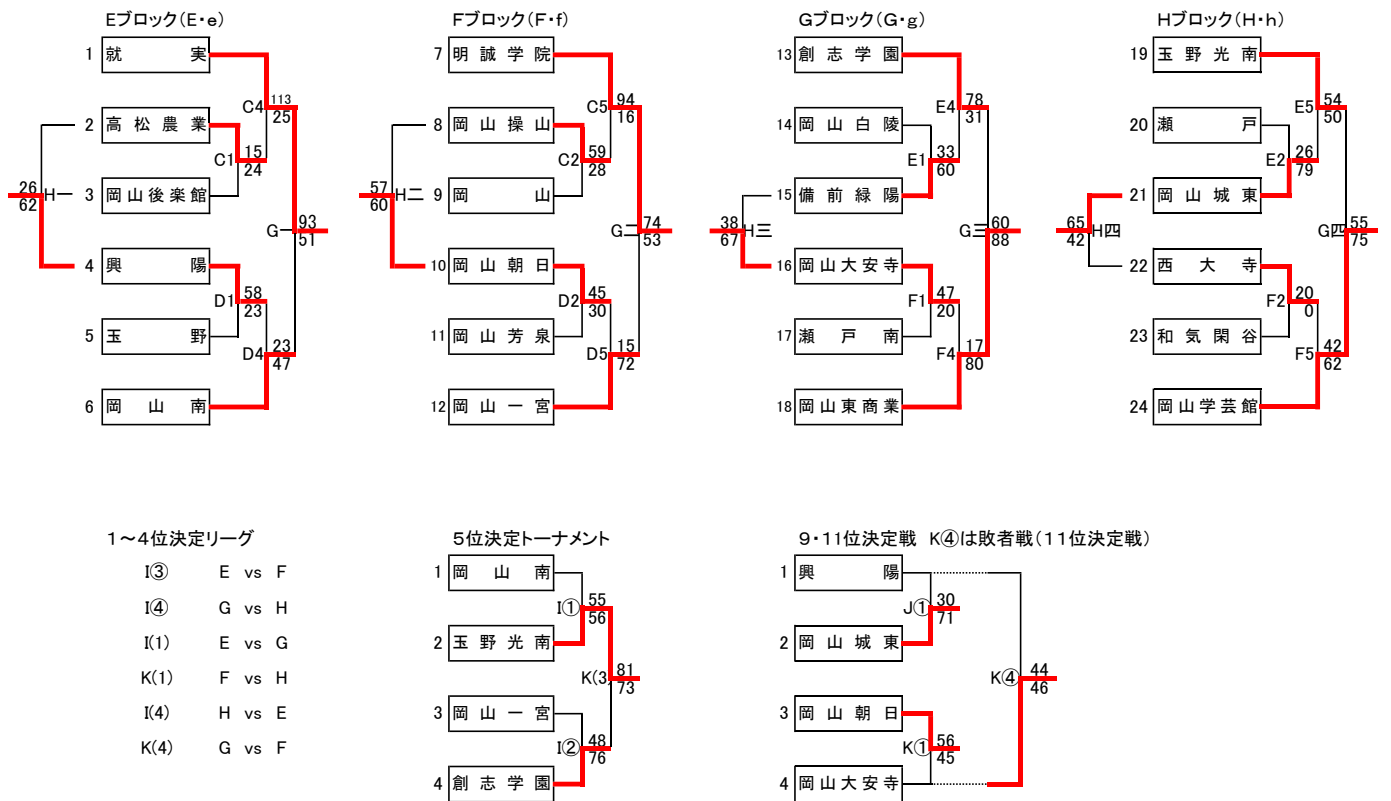 Eブロック(E・e)
1 就実
C4 113 25
2 高松農業
C1 15 24
3 岡山後楽館
26 62 H一
G一 93 51
4 興陽
D1 58 23
5 玉野
D4 23 47
6 岡山南
Fブロック(F・f)
7 明誠学院
C5 94 16
8 岡山操山
C2 59 28
9 岡山
57 60 H二
G二 74 53
10 岡山朝日
D2 45 30
11 岡山芳泉
D5 15 72
12 岡山一宮
Gブロック(G・g)
13 創志学園
E4 78 31
14 岡山白陵
E1 33 60
15 備前緑陽
38 67 H三
G三 60 88
16 岡山大安寺
F1 47 20
17 瀬戸南
F4 17 80
18 岡山東商業
Hブロック(H・h)
19 玉野光南
E5 54 50
20 瀬戸
E2 26 79
21 岡山城東
65 42 H四
G四 55 75
22 西大寺
F2 20 0
23 和気閑谷
F5 42 62
24 岡山学芸館
1～4位決定リーグ
I③ E vs F
I④ G vs H
I(1) E vs G
K(1) F vs H
I(4) H vs E
K(4) G vs F
5位決定トーナメント
1 岡山南
I① 55 56
2 玉野光南
K(3 81 73
3 岡山一宮
I② 48 76
4 創志学園
9・11位決定戦 K④は敗者戦(11位決定戦)
1 興陽
J① 30 71
2 岡山城東
K④ 44 46
3 岡山朝日
K① 56 45
4 岡山大安寺